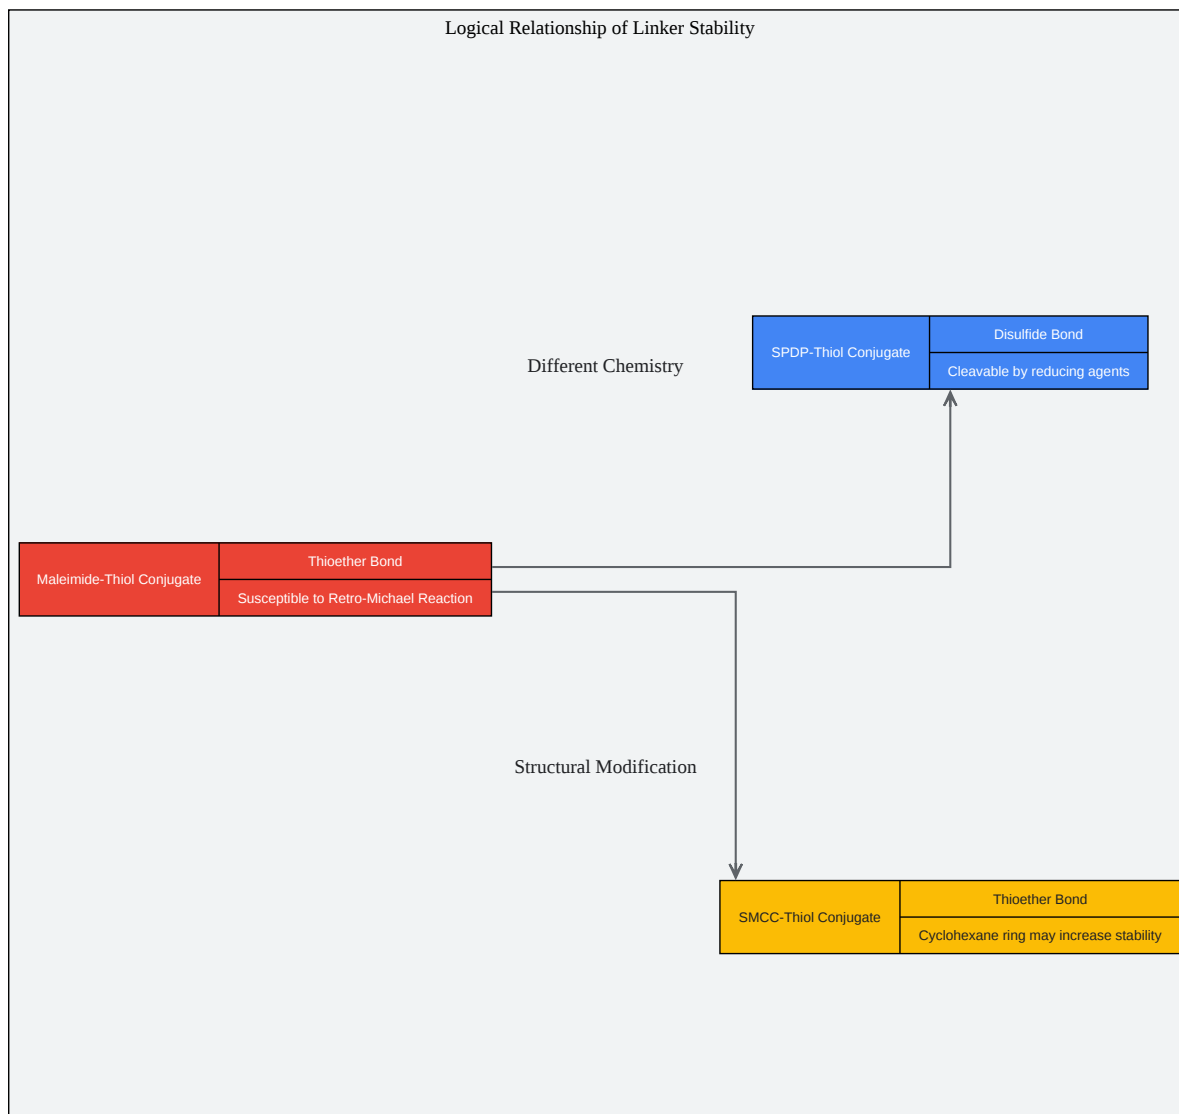 Logical Relationship of Linker Stability
SPDP-Thiol Conjugate
Disulfide Bond
Cleavable by reducing agents
Different Chemistry
Maleimide-Thiol Conjugate
Thioether Bond
Susceptible to Retro-Michael Reaction
Structural Modification
SMCC-Thiol Conjugate
Thioether Bond
Cyclohexane ring may increase stability